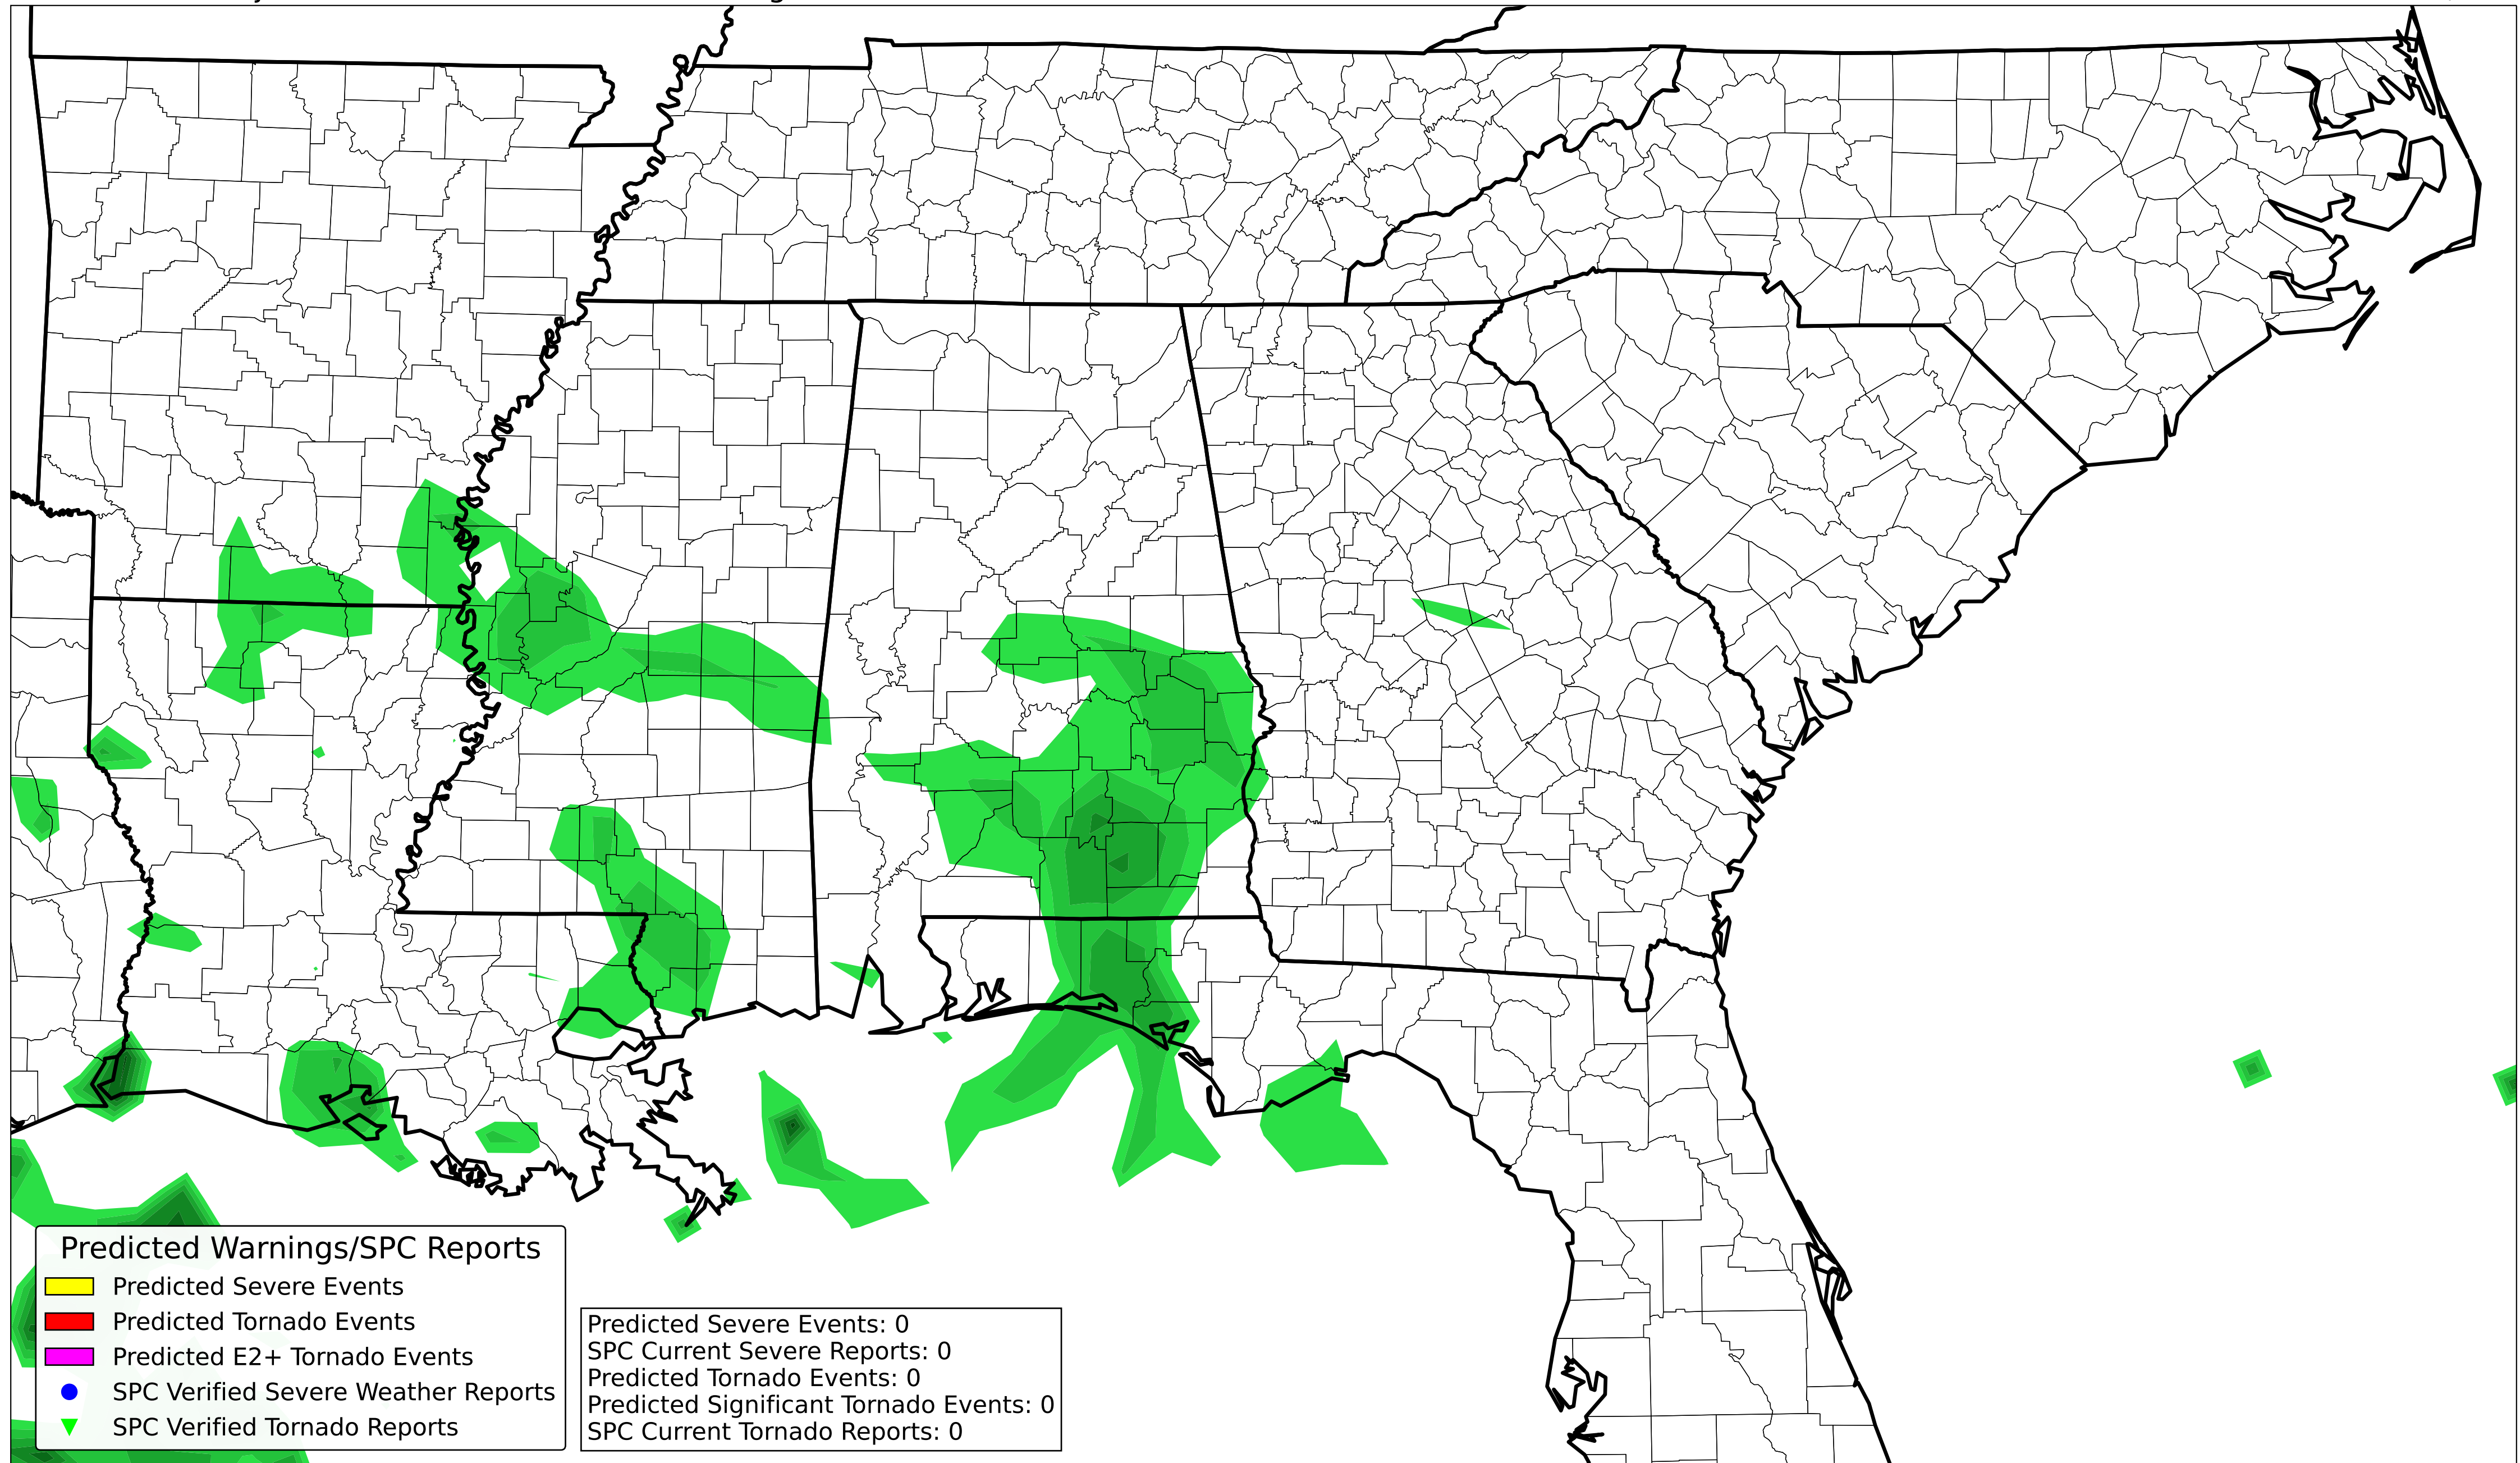 Predicted Warnings/SPC Reports
Predicted Severe Events
Predicted Tornado Events
Predicted E2+ Tornado Events
SPC Verified Severe Weather Reports
SPC Verified Tornado Reports
Predicted Severe Events: 0
SPC Current Severe Reports: 0
Predicted Tornado Events: 0
Predicted Significant Tornado Events: 0
SPC Current Tornado Reports: 0